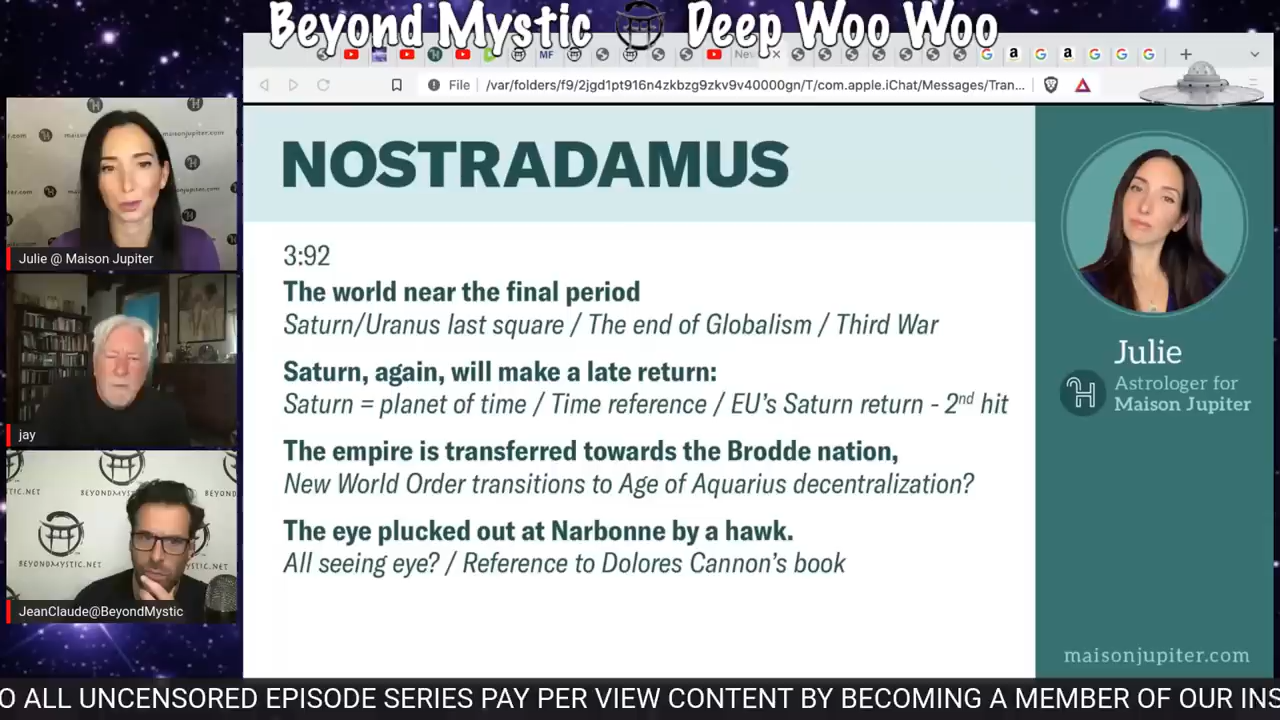 Beyond Mystic Deep Woo Woo
File /var/folders/f9/2jgd1pt916n4zkbzg9zkv9v40000gn/T/com.apple.iChat/Messages/Tran...
NOSTRADAMUS
3:92
The world near the final period
Saturn/Uranus last square / The end of Globalism / Third War
Saturn, again, will make a late return:
Saturn = planet of time / Time reference / EU's Saturn return - 2nd hit
The empire is transferred towards the Brodde nation,
New World Order transitions to Age of Aquarius decentralization?
The eye plucked out at Narbonne by a hawk.
All seeing eye? / Reference to Dolores Cannon's book
Julie
Astrologer for
Maison Jupiter
maisonjupiter.com
maisonjupiter.com
Julie @ Maison Jupiter
jay
BEYONDMYSTIC.NET
JeanClaude@BeyondMystic
O ALL UNCENSORED EPISODE SERIES PAY PER VIEW CONTENT BY BECOMING A MEMBER OF OUR INS